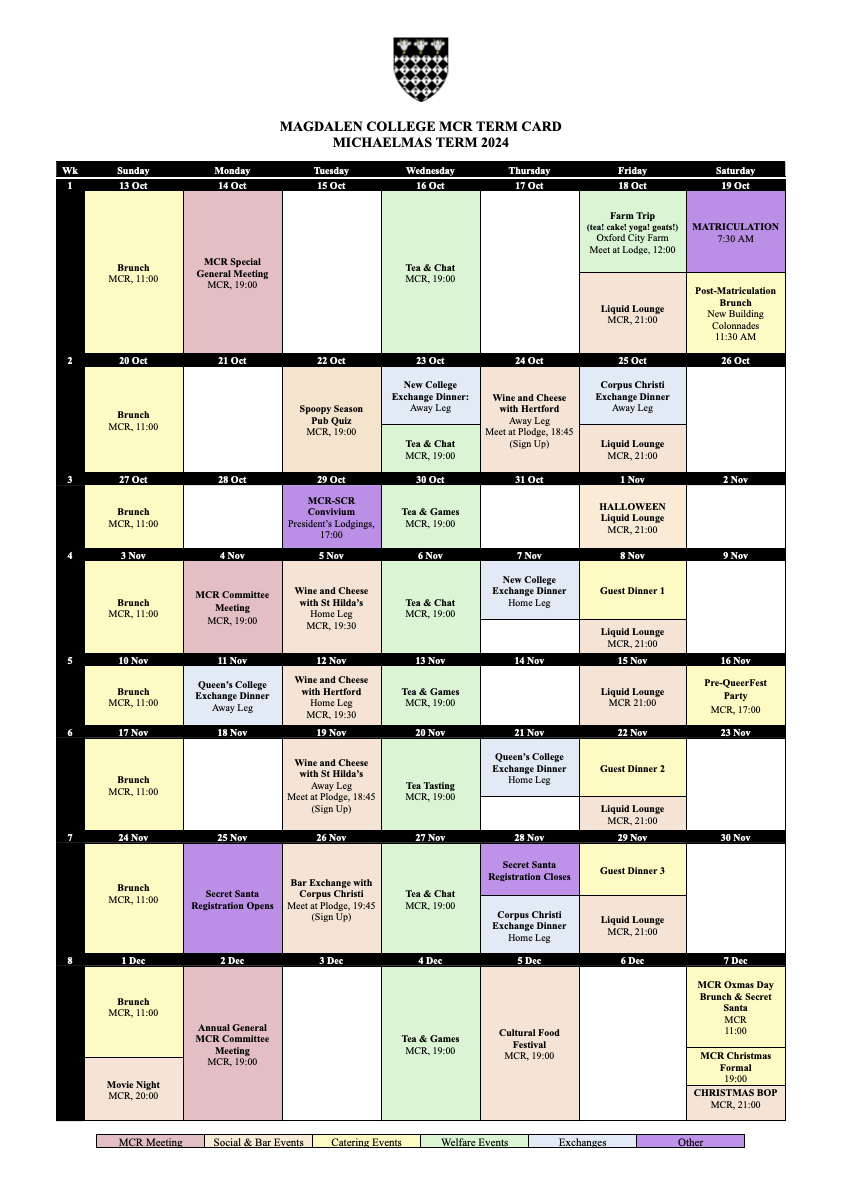 MAGDALEN COLLEGE MCR TERM CARD
MICHAELMAS TERM 2024
Wk Sunday Monday Tuesday Wednesday Thursday Friday Saturday
1 13 Oct 14 Oct 15 Oct 16 Oct 17 Oct 18 Oct 19 Oct
Brunch
MCR, 11:00
MCR Special
General Meeting
MCR, 19:00
Tea & Chat
MCR, 19:00
Farm Trip
(tea! cake! yoga! goats!)
Oxford City Farm
Meet at Lodge, 12:00
Liquid Lounge
MCR, 21:00
MATRICULATION
7:30 AM
Post-Matriculation
Brunch
New Building
Colonnades
11:30 AM
2 20 Oct 21 Oct 22 Oct 23 Oct 24 Oct 25 Oct 26 Oct
Brunch
MCR, 11:00
Spoopy Season
Pub Quiz
MCR, 19:00
New College
Exchange Dinner:
Away Leg
Tea & Chat
MCR, 19:00
Wine and Cheese
with Hertford
Away Leg
Meet at Plodge, 18:45
(Sign Up)
Corpus Christi
Exchange Dinner
Away Leg
Liquid Lounge
MCR, 21:00
3 27 Oct 28 Oct 29 Oct 30 Oct 31 Oct 1 Nov 2 Nov
Brunch
MCR, 11:00
MCR-SCR
Convivium
President's Lodgings,
17:00
Tea & Games
MCR, 19:00
HALLOWEEN
Liquid Lounge
MCR, 21:00
4 3 Nov 4 Nov 5 Nov 6 Nov 7 Nov 8 Nov 9 Nov
Brunch
MCR, 11:00
MCR Committee
Meeting
MCR, 19:00
Wine and Cheese
with St Hilda's
Home Leg
MCR, 19:30
Tea & Chat
MCR, 19:00
New College
Exchange Dinner
Home Leg
Guest Dinner 1
Liquid Lounge
MCR, 21:00
5 10 Nov 11 Nov 12 Nov 13 Nov 14 Nov 15 Nov 16 Nov
Brunch
MCR, 11:00
Queen's College
Exchange Dinner
Away Leg
Wine and Cheese
with Hertford
Home Leg
MCR, 19:30
Tea & Games
MCR, 19:00
Liquid Lounge
MCR 21:00
Pre-QueerFest
Party
MCR, 17:00
6 17 Nov 18 Nov 19 Nov 20 Nov 21 Nov 22 Nov 23 Nov
Brunch
MCR, 11:00
Wine and Cheese
with St Hilda's
Away Leg
Meet at Plodge, 18:45
(Sign Up)
Tea Tasting
MCR, 19:00
Queen's College
Exchange Dinner
Home Leg
Guest Dinner 2
Liquid Lounge
MCR, 21:00
7 24 Nov 25 Nov 26 Nov 27 Nov 28 Nov 29 Nov 30 Nov
Brunch
MCR, 11:00
Secret Santa
Registration Opens
Bar Exchange with
Corpus Christi
Meet at Plodge, 19:45
(Sign Up)
Tea & Chat
MCR, 19:00
Secret Santa
Registration Closes
Corpus Christi
Exchange Dinner
Home Leg
Guest Dinner 3
Liquid Lounge
MCR, 21:00
8 1 Dec 2 Dec 3 Dec 4 Dec 5 Dec 6 Dec 7 Dec
Brunch
MCR, 11:00
Movie Night
MCR, 20:00
Annual General
MCR Committee
Meeting
MCR, 19:00
Tea & Games
MCR, 19:00
Cultural Food
Festival
MCR, 19:00
MCR Oxmas Day
Brunch & Secret
Santa
MCR
11:00
MCR Christmas
Formal
19:00
CHRISTMAS BOP
MCR, 21:00
MCR Meeting Social & Bar Events Catering Events Welfare Events Exchanges Other